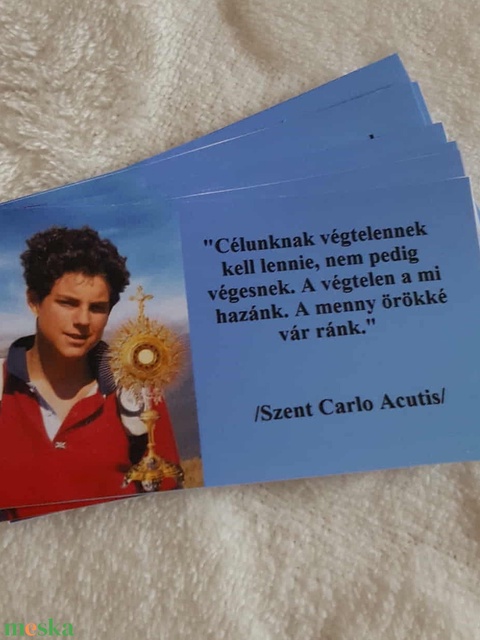 "Célunknak végtelennek
kell lennie, nem pedig
végesnek. A végtelen a mi
hazánk. A menny örökké
vár ránk."
/Szent Carlo Acutis/
meska